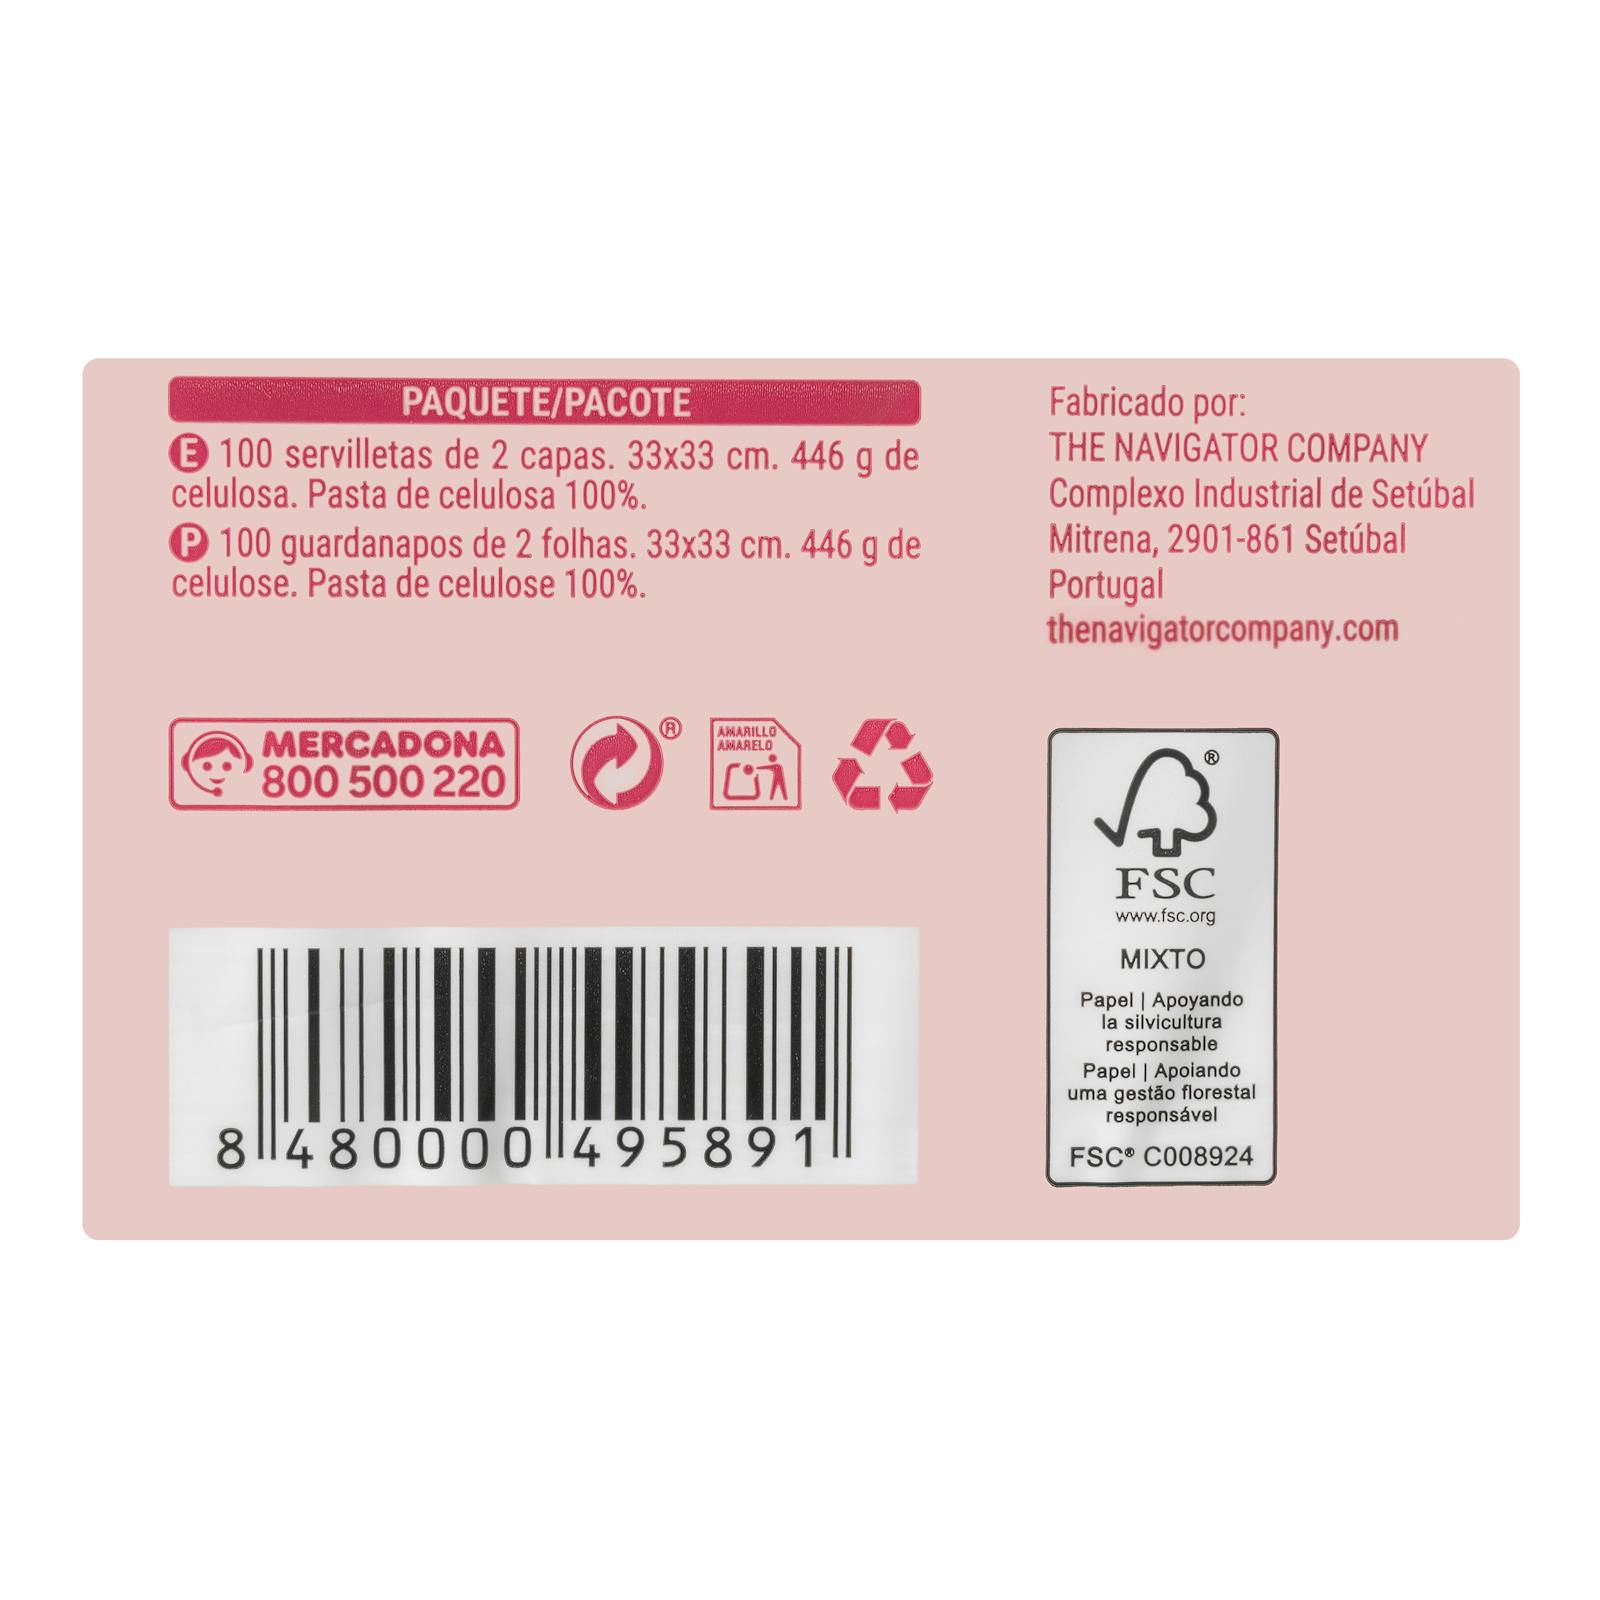 PAQUETE/PACOTE
E 100 servilletas de 2 capas. 33x33 cm. 446 g de
celulosa. Pasta de celulosa 100%.
P 100 guardanapos de 2 folhas. 33x33 cm. 446 g de
celulose. Pasta de celulose 100%.
Fabricado por:
THE NAVIGATOR COMPANY
Complexo Industrial de Setúbal
Mitrena, 2901-861 Setúbal
Portugal
thenavigatorcompany.com
MERCADONA
800 500 220
®
AMARILLO
AMARELO
®
FSC
www.fsc.org
MIXTO
Papel | Apoyando
la silvicultura
responsable
Papel | Apoiando
uma gestão florestal
responsável
FSC® C008924
8 480000 495891